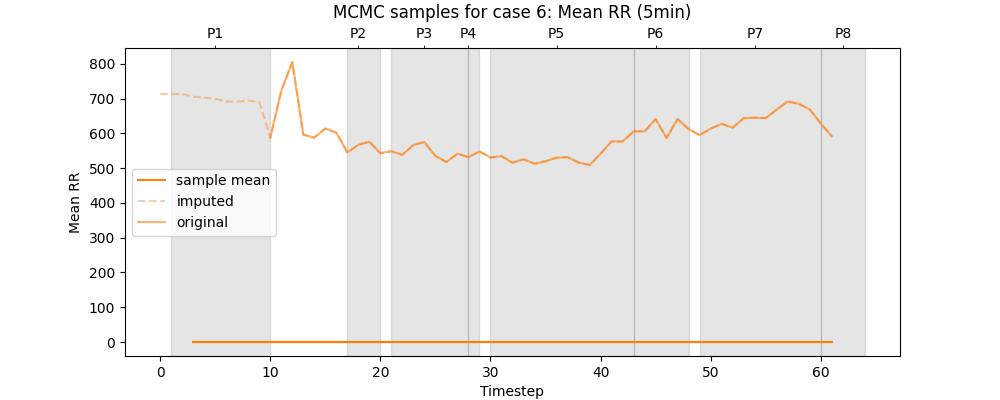 MCMC samples for case 6: Mean RR (5min)
P1 P2 P3 P4 P5 P6 P7 P8
800
700
600
500
400
300
200
100
0
Mean RR
sample mean
imputed
original
0 10 20 30 40 50 60
Timestep